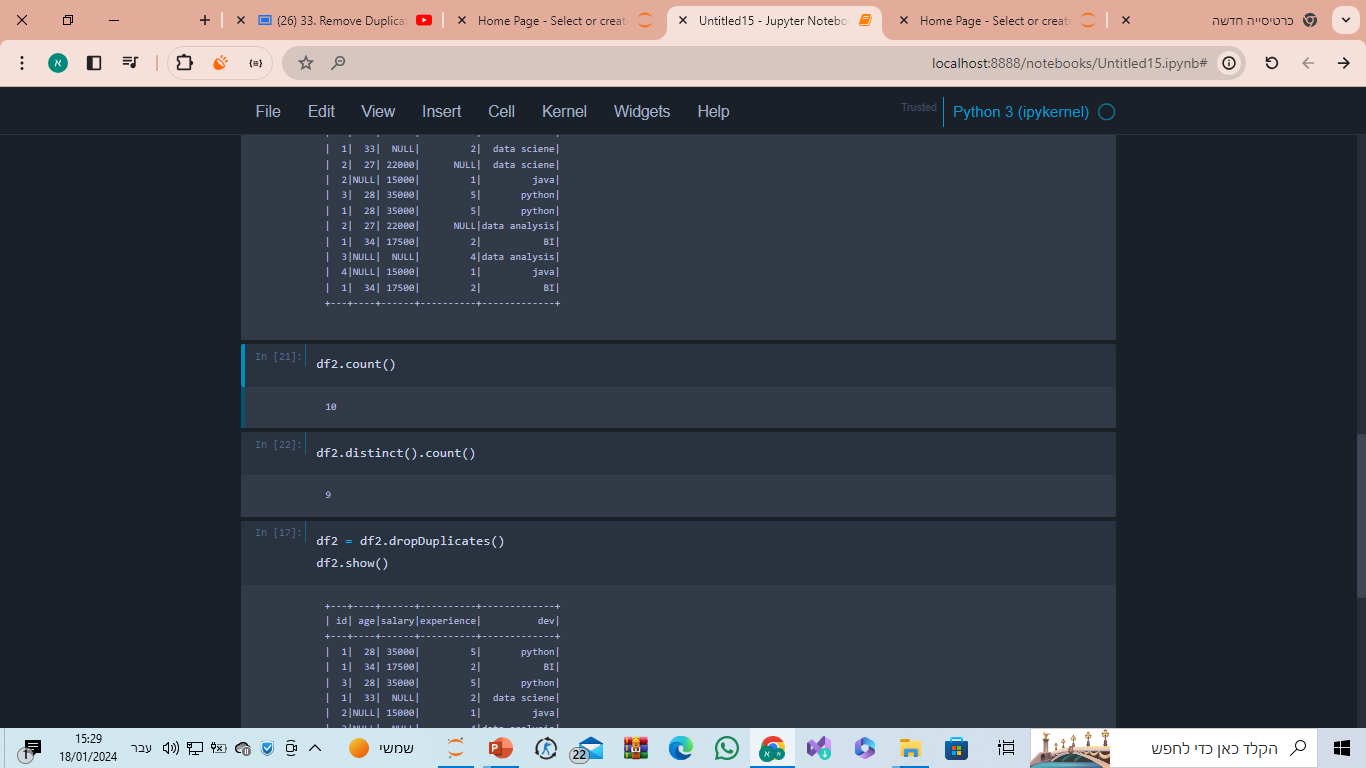 (26) 33. Remove Duplica
Home Page - Select or creat
Untitled15 - Jupyter Notebo
Home Page - Select or creat
כרטיסייה חדשה
א
localhost:8888/notebooks/Untitled15.ipynb#
File Edit View Insert Cell Kernel Widgets Help Trusted Python 3 (ipykernel)
| 1| 33| NULL| 2| data sciene|
| 2| 27| 22000| NULL| data sciene|
| 2|NULL| 15000| 1| java|
| 3| 28| 35000| 5| python|
| 1| 28| 35000| 5| python|
| 2| 27| 22000| NULL|data analysis|
| 1| 34| 17500| 2| BI|
| 3|NULL| NULL| 4|data analysis|
| 4|NULL| 15000| 1| java|
| 1| 34| 17500| 2| BI|
+---+----+------+----------+-------------+
In [21]: df2.count()
10
In [22]: df2.distinct().count()
9
In [17]: df2 = df2.dropDuplicates()
df2.show()
+---+----+------+----------+-------------+
| id| age|salary|experience| dev|
+---+----+------+----------+-------------+
| 1| 28| 35000| 5| python|
| 1| 34| 17500| 2| BI|
| 3| 28| 35000| 5| python|
| 1| 33| NULL| 2| data sciene|
| 2|NULL| 15000| 1| java|
הקלד כאן כדי לחפש
22
שמשי
עבר
15:29
18/01/2024
1